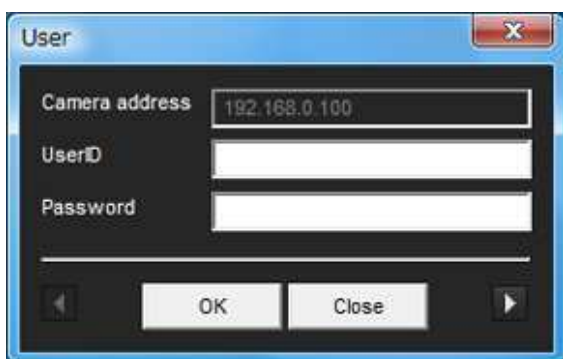 User
Camera address 192.168.0.100
UserID
Password
OK Close